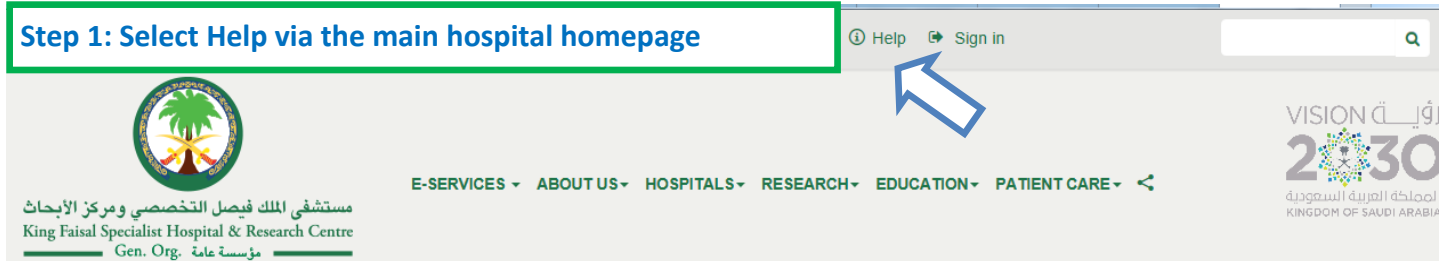 Step 1: Select Help via the main hospital homepage
Help Sign in
VISION رؤيــة
2030
المملكة العربية السعودية
KINGDOM OF SAUDI ARABIA
E-SERVICES ABOUT US HOSPITALS RESEARCH EDUCATION PATIENT CARE
مستشفى الملك فيصل التخصصي ومركز الأبحاث
King Faisal Specialist Hospital & Research Centre
Gen. Org. مؤسسة عامة